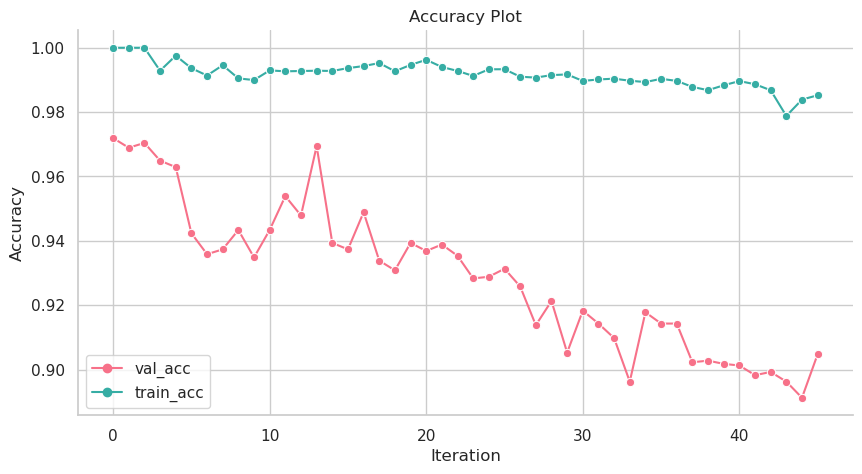 Accuracy Plot
Accuracy
1.00
0.98
0.96
0.94
0.92
0.90
val_acc
train_acc
0 10 20 30 40
Iteration